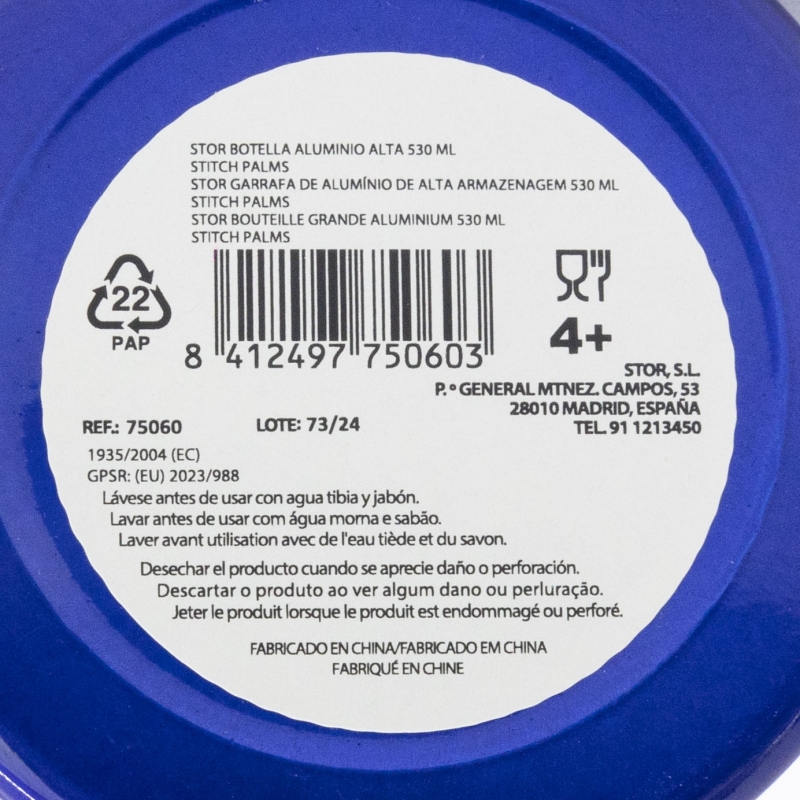 STOR BOTELLA ALUMINIO ALTA 530 ML
STITCH PALMS
STOR GARRAFA DE ALUMÍNIO DE ALTA ARMAZENAGEM 530 ML
STITCH PALMS
STOR BOUTEILLE GRANDE ALUMINIUM 530 ML
STITCH PALMS
22
PAP
8 412497 750603
4+
STOR, S.L.
P.º GENERAL MTNEZ. CAMPOS, 53
28010 MADRID, ESPAÑA
TEL. 91 1213450
REF.: 75060
LOTE: 73/24
1935/2004 (EC)
GPSR: (EU) 2023/988
Lávese antes de usar con agua tibia y jabón.
Lavar antes de usar com água morna e sabão.
Laver avant utilisation avec de l'eau tiède et du savon.
Desechar el producto cuando se aprecie daño o perforación.
Descartar o produto ao ver algum dano ou perluração.
Jeter le produit lorsque le produit est endommagé ou perforé.
FABRICADO EN CHINA/FABRICADO EM CHINA
FABRIQUÉ EN CHINE